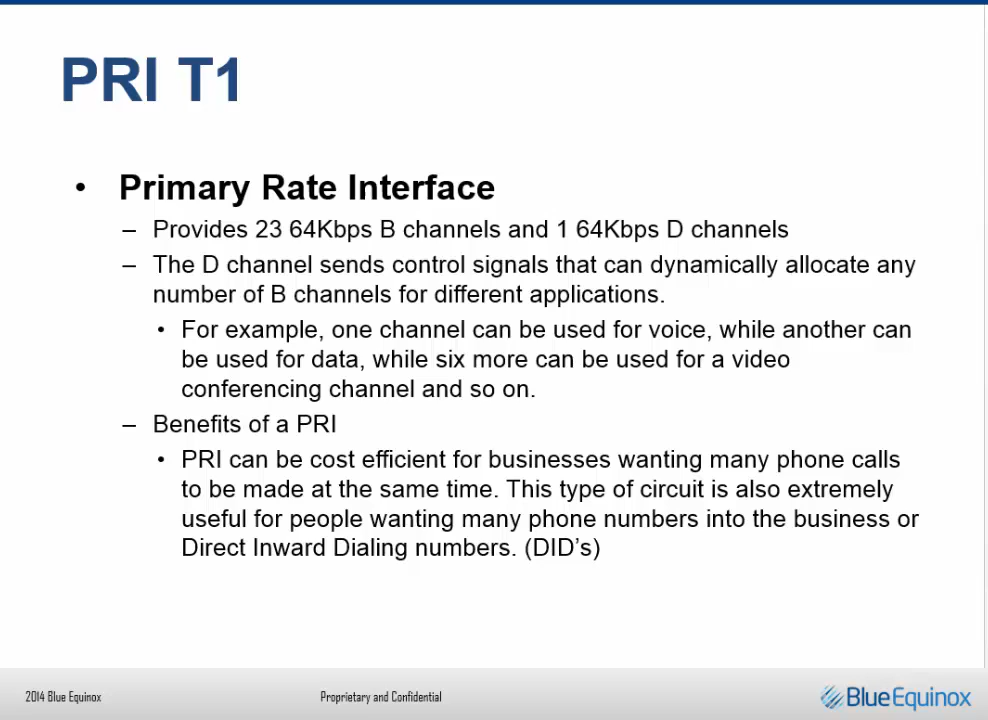 PRI T1
• Primary Rate Interface
– Provides 23 64Kbps B channels and 1 64Kbps D channels
– The D channel sends control signals that can dynamically allocate any
number of B channels for different applications.
• For example, one channel can be used for voice, while another can
be used for data, while six more can be used for a video
conferencing channel and so on.
– Benefits of a PRI
• PRI can be cost efficient for businesses wanting many phone calls
to be made at the same time. This type of circuit is also extremely
useful for people wanting many phone numbers into the business or
Direct Inward Dialing numbers. (DID’s)
2014 Blue Equinox
Proprietary and Confidential
BlueEquinox